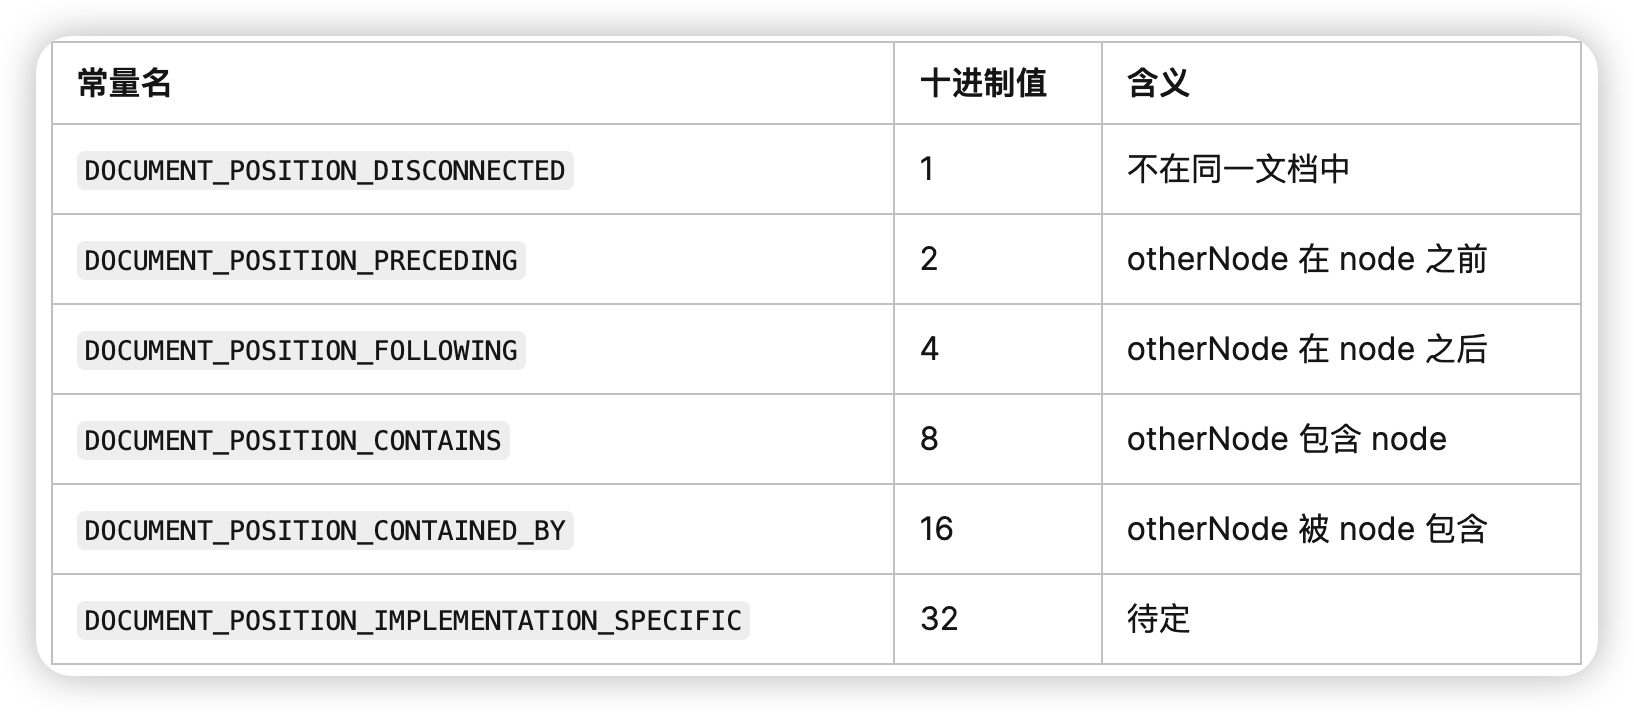 常量名 十进制值 含义
DOCUMENT_POSITION_DISCONNECTED 1 不在同一文档中
DOCUMENT_POSITION_PRECEDING 2 otherNode 在 node 之前
DOCUMENT_POSITION_FOLLOWING 4 otherNode 在 node 之后
DOCUMENT_POSITION_CONTAINS 8 otherNode 包含 node
DOCUMENT_POSITION_CONTAINED_BY 16 otherNode 被 node 包含
DOCUMENT_POSITION_IMPLEMENTATION_SPECIFIC 32 待定